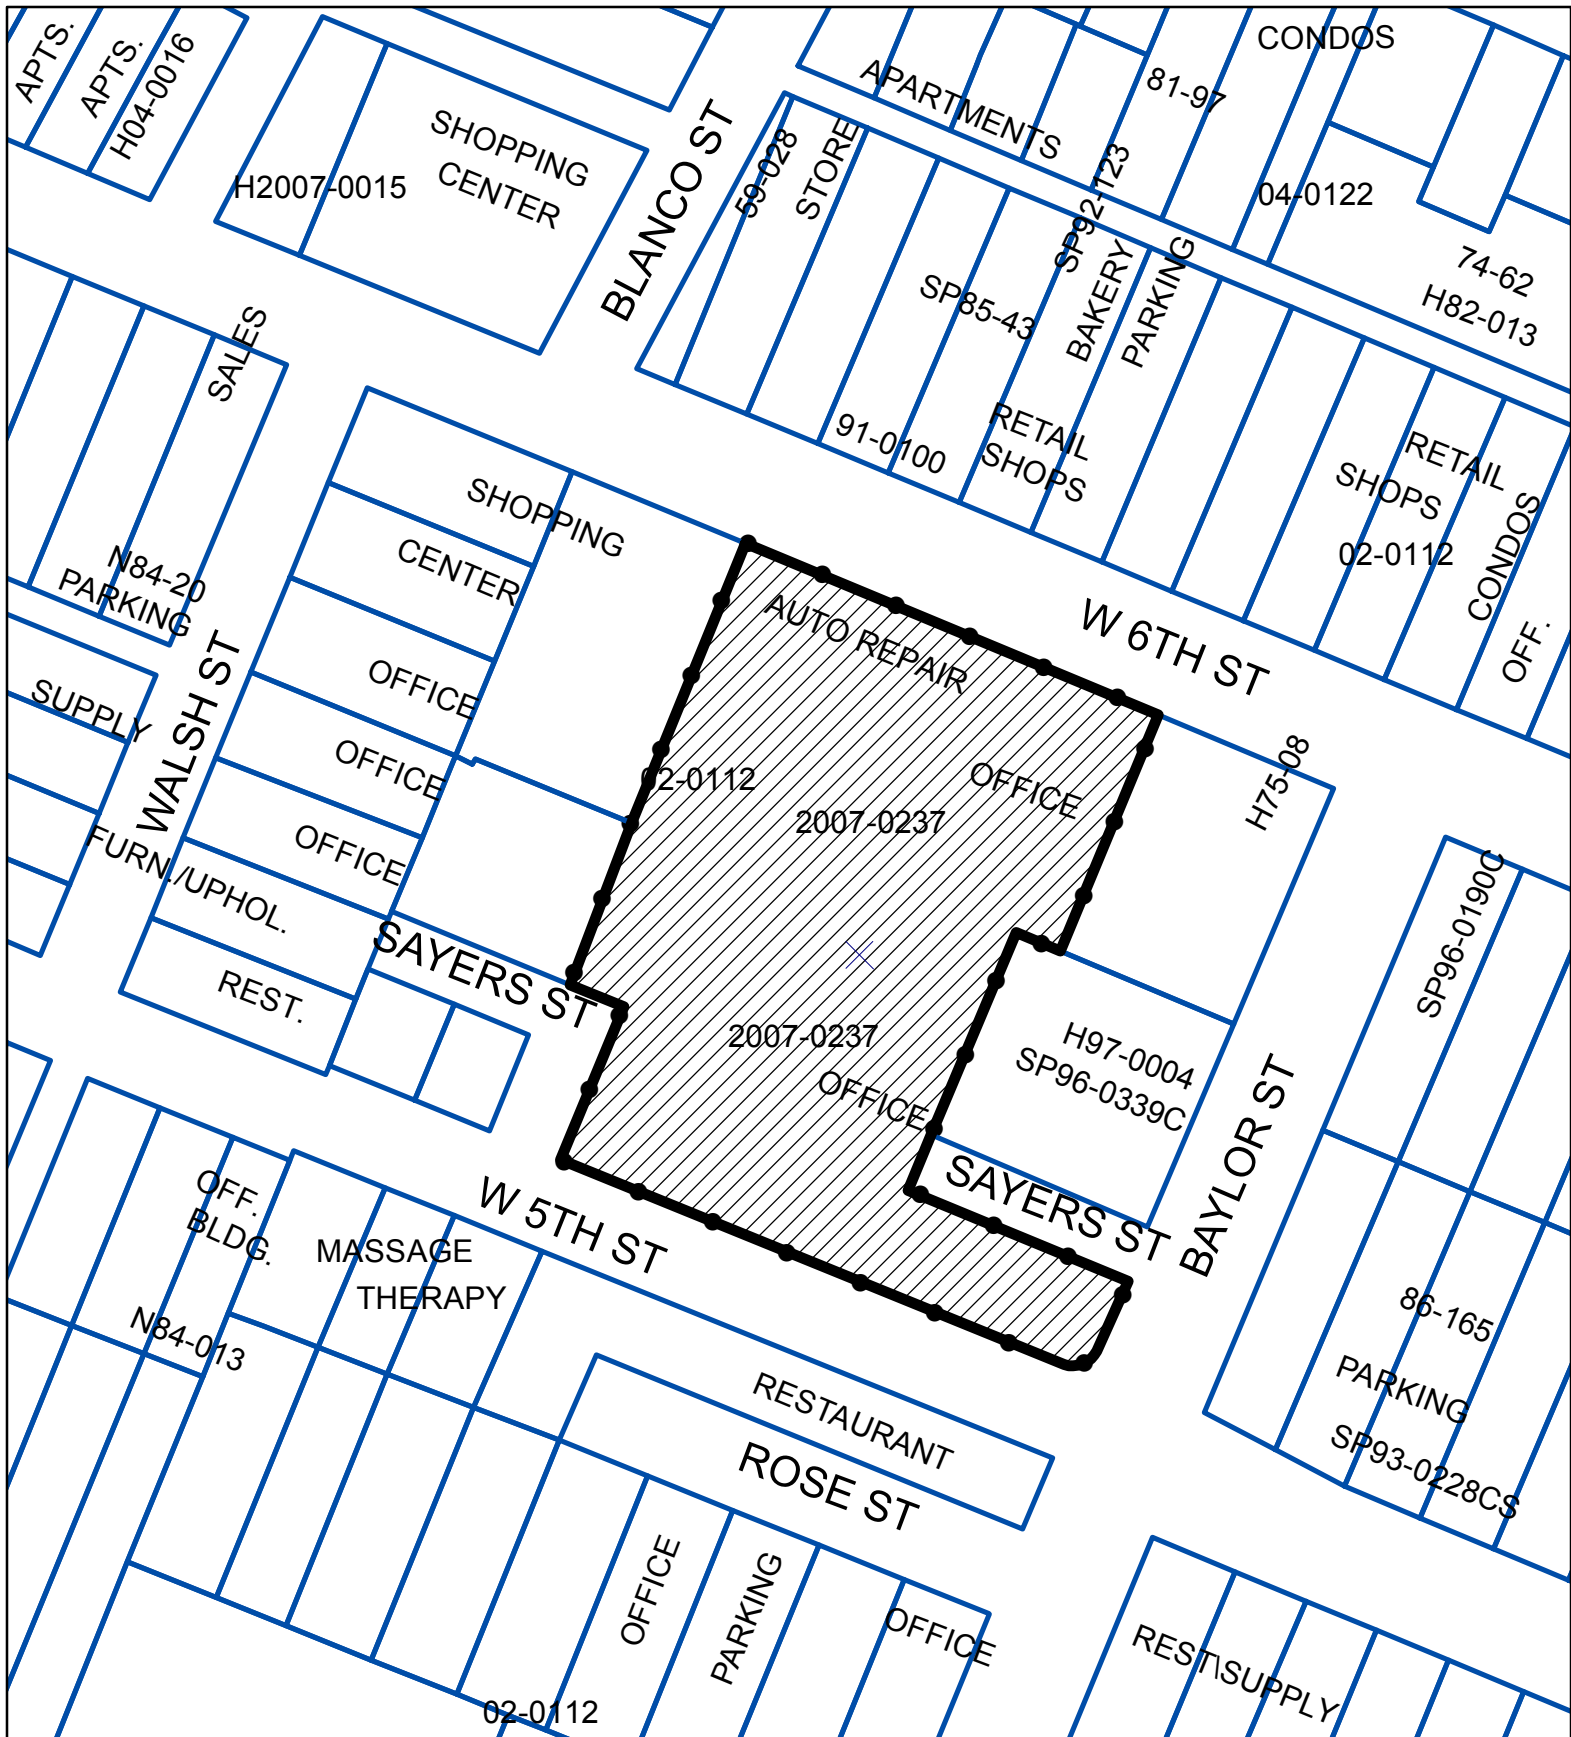 APTS.
APTS.
H04-0016
SHOPPING
CENTER
H2007-0015
BLANCO ST
59-028
STORE
APARTMENTS
81-97
CONDOS
SP92-123
04-0122
74-62
H82-013
BAKERY
PARKING
SP85-43
91-0100
RETAIL
SHOPS
RETAIL
SHOPS
02-0112
CONDOS
OFF.
SALES
N84-20
PARKING
SHOPPING
CENTER
OFFICE
OFFICE
OFFICE
SUPPLY
WALSH ST
FURN./UPHOL.
REST.
SAYERS ST
AUTO REPAIR
W 6TH ST
02-0112
2007-0237
OFFICE
H75-08
SP96-0190C
2007-0237
OFFICE
H97-0004
SP96-0339C
SAYERS ST
BAYLOR ST
W 5TH ST
OFF.
BLDG.
MASSAGE
THERAPY
N84-013
86-165
PARKING
SP93-0228CS
RESTAURANT
ROSE ST
OFFICE
PARKING
OFFICE
REST\SUPPLY
02-0112